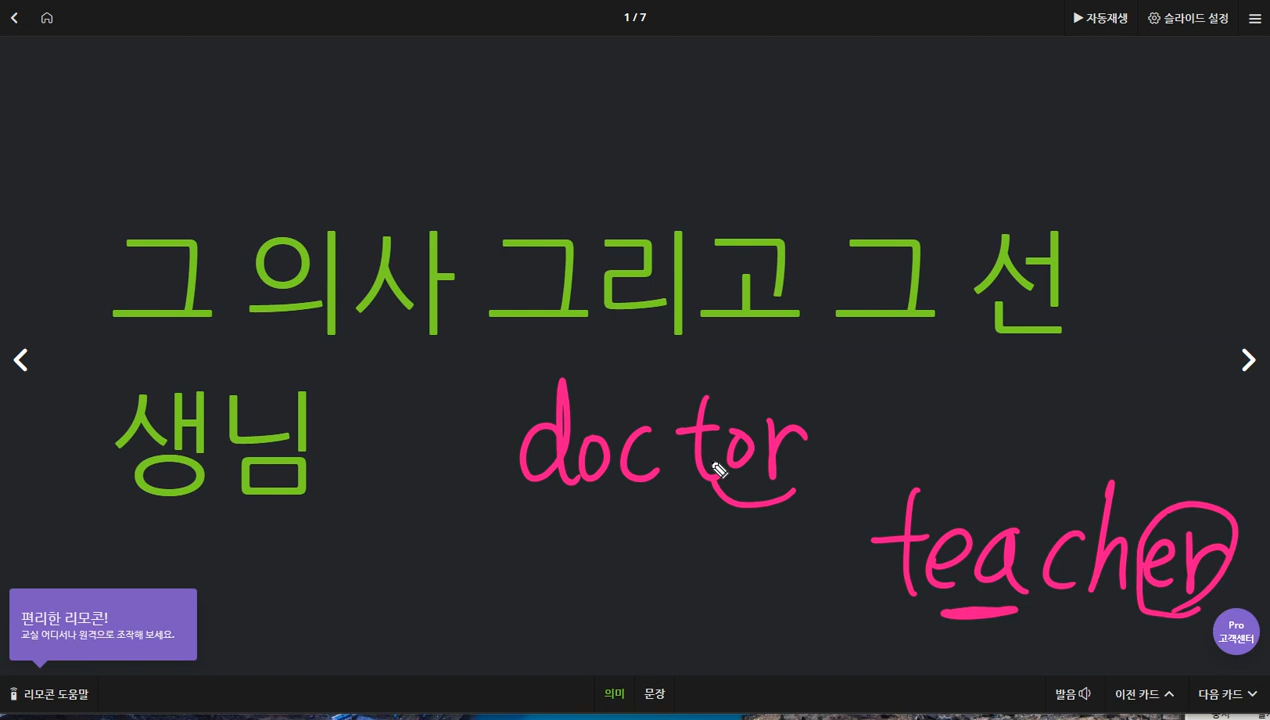 1 / 7
자동재생
슬라이드 설정
그 의사 그리고 그 선
생님
doctor
teacher
편리한 리모콘!
교실 어디서나 원격으로 조작해 보세요.
Pro
고객센터
리모콘 도움말
의미
문장
발음
이전 카드
다음 카드